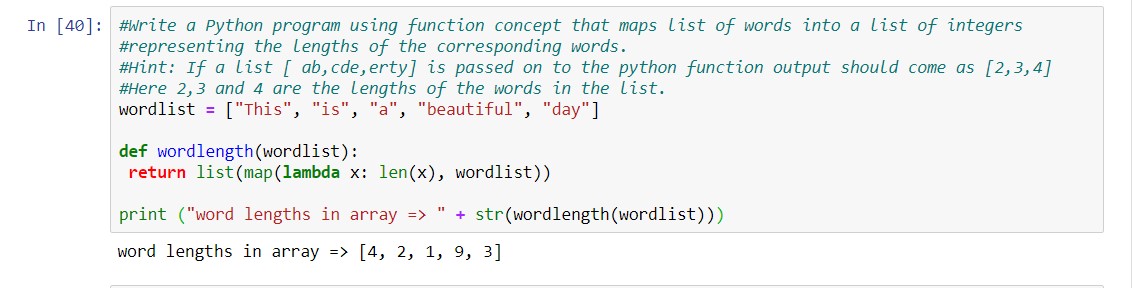 In [40]: #Write a Python program using function concept that maps list of words into a list of integers
#representing the lengths of the corresponding words.
#Hint: If a list [ ab,cde,erty] is passed on to the python function output should come as [2,3,4]
#Here 2,3 and 4 are the lengths of the words in the list.
wordlist = ["This", "is", "a", "beautiful", "day"]
def wordlength(wordlist):
 return list(map(lambda x: len(x), wordlist))
print ("word lengths in array => " + str(wordlength(wordlist)))
word lengths in array => [4, 2, 1, 9, 3]